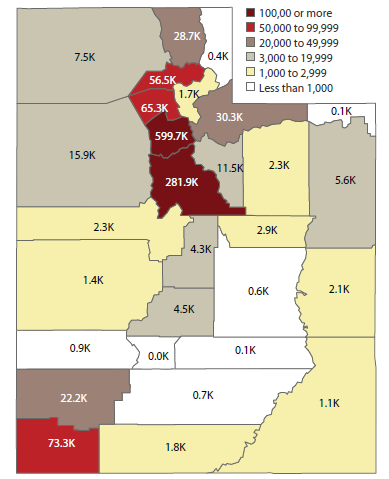 100,00 or more
50,000 to 99,999
20,000 to 49,999
3,000 to 19,999
1,000 to 2,999
Less than 1,000
28.7K
7.5K
0.4K
56.5K
1.7K
65.3K
30.3K
0.1K
599.7K
15.9K
11.5K
2.3K
281.9K
5.6K
2.3K
2.9K
4.3K
1.4K
0.6K
2.1K
4.5K
0.9K
0.0K
0.1K
22.2K
0.7K
1.1K
73.3K
1.8K